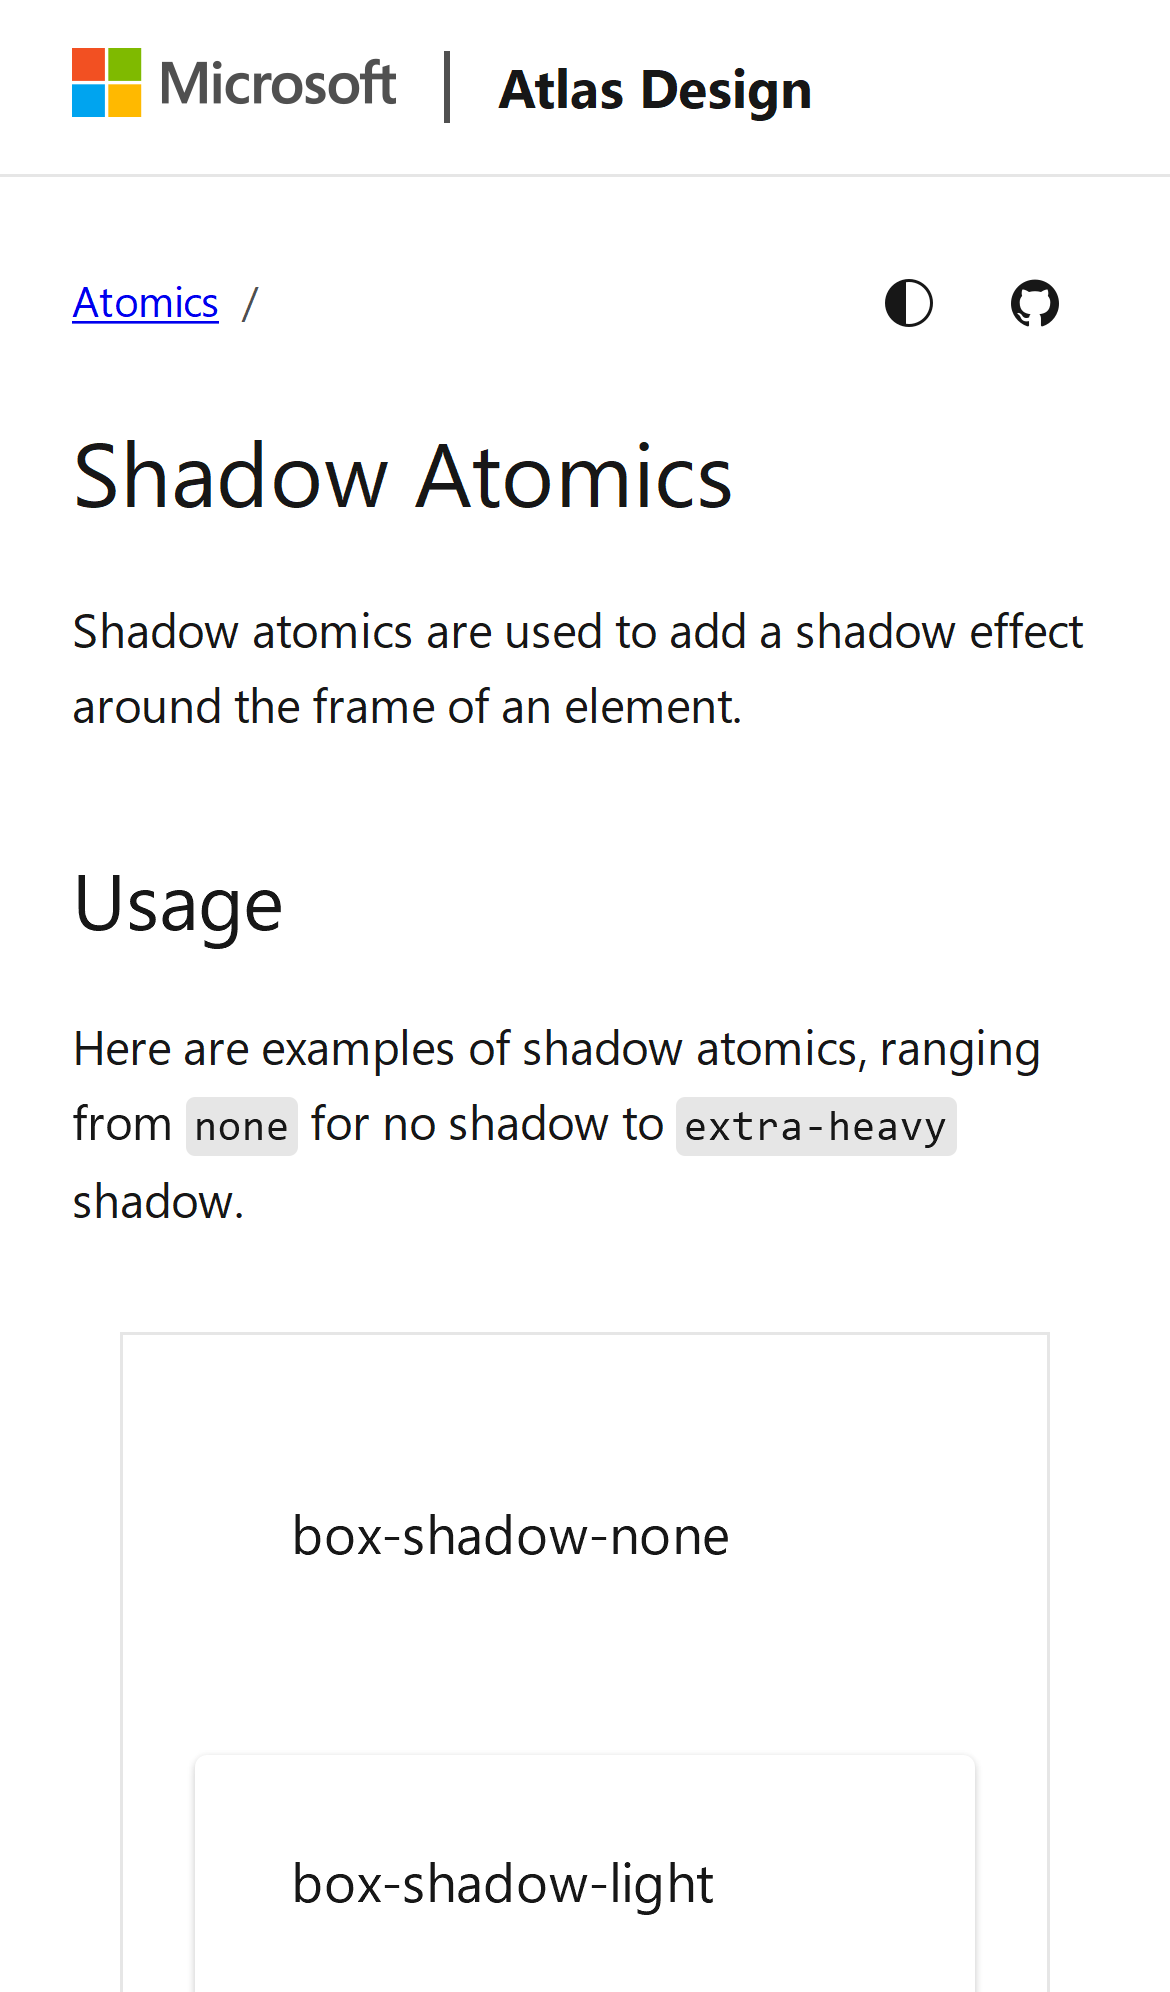 Microsoft | Atlas Design
Atomics /
Shadow Atomics
Shadow atomics are used to add a shadow effect
around the frame of an element.
Usage
Here are examples of shadow atomics, ranging
from none for no shadow to extra-heavy
shadow.
box-shadow-none
box-shadow-light